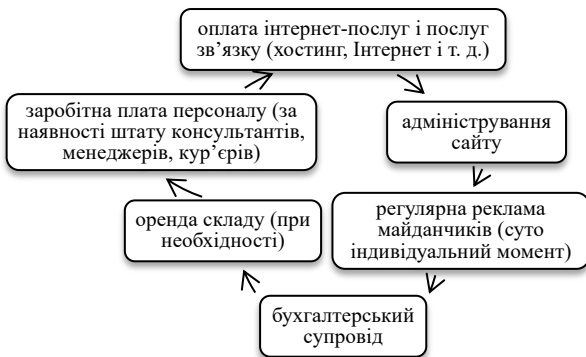 оплата інтернет-послуг і послуг
зв’язку (хостинг, Інтернет і т. д.)
адміністрування
сайту
регулярна реклама
майданчиків (суто
індивідуальний момент)
бухгалтерський
супровід
оренда складу (при
необхідності)
заробітна плата персоналу (за
наявності штату консультантів,
менеджерів, кур’єрів)